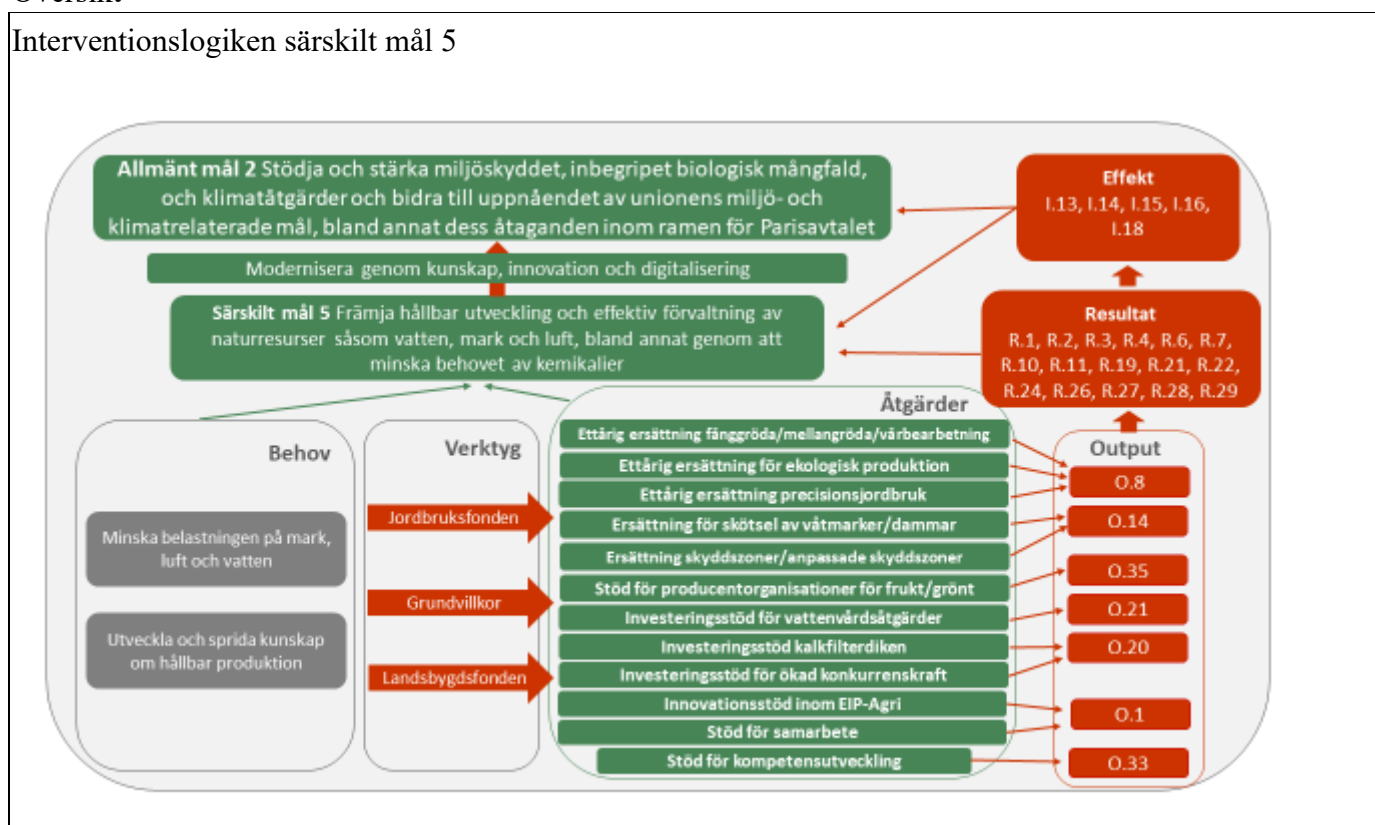 Interventionslogiken särskilt mål 5
Allmänt mål 2 Stödja och stärka miljöskyddet, inbegripet biologisk mångfald,
och klimatåtgärder och bidra till uppnåendet av unionens miljö- och
klimatrelaterade mål, bland annat dess åtaganden inom ramen för Parisavtalet
Effekt
I.13, I.14, I.15, I.16,
I.18
Modernisera genom kunskap, innovation och digitalisering
Särskilt mål 5 Främja hållbar utveckling och effektiv förvaltning av
naturresurser såsom vatten, mark och luft, bland annat genom att
minska behovet av kemikalier
Resultat
R.1, R.2, R.3, R.4, R.6, R.7,
R.10, R.11, R.19, R.21, R.22,
R.24, R.26, R.27, R.28, R.29
Behov
Minska belastningen på mark,
luft och vatten
Utveckla och sprida kunskap
om hållbar produktion
Verktyg
Jordbruksfonden
Grundvillkor
Landsbygdsfonden
Åtgärder
Ettårig ersättning fånggröda/mellangröda/vårbearbetning
Ettårig ersättning för ekologisk produktion
Ettårig ersättning precisionsjordbruk
Ersättning för skötsel av våtmarker/dammar
Ersättning skyddszoner/anpassade skyddszoner
Stöd för producentorganisationer för frukt/grönt
Investeringsstöd för vattenvårdsåtgärder
Investeringsstöd kalkfilterdiken
Investeringsstöd för ökad konkurrenskraft
Innovationsstöd inom EIP-Agri
Stöd för samarbete
Stöd för kompetensutveckling
Output
O.8
O.14
O.35
O.21
O.20
O.1
O.33